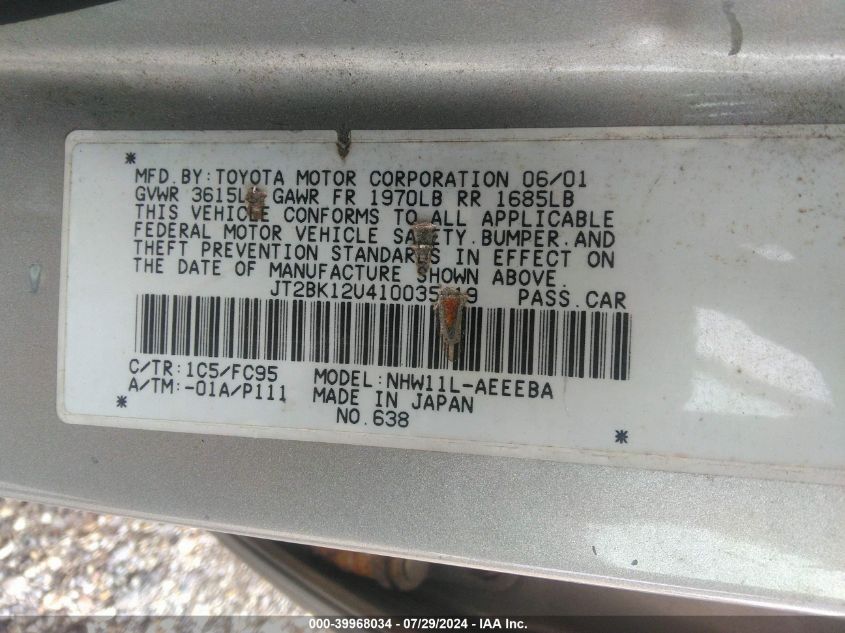 MFD.BY:TOYOTA MOTOR CORPORATION 06/01
GVWR 3615L GAWR FR 1970LB RR 1685LB
THIS VEHICLE CONFORMS TO ALL APPLICABLE
FEDERAL MOTOR VEHICLE SAFETY.BUMPER.AND
THEFT PREVENTION STANDARDS IN EFFECT ON
THE DATE OF MANUFACTURE SHOWN ABOVE.
PASS.CAR
C/TR:1C5/FC95 MODEL:NHW11L-AEEEBA
A/TM:-01A/P111 MADE IN JAPAN
NO.638
000-39968034 / 07/29/2024 - IAA Inc.